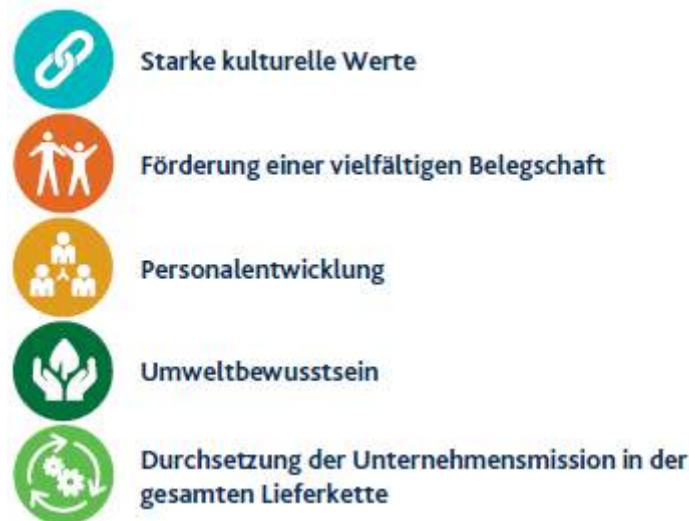 Starke kulturelle Werte
Förderung einer vielfältigen Belegschaft
Personalentwicklung
Umweltbewusstsein
Durchsetzung der Unternehmensmission in der
gesamten Lieferkette